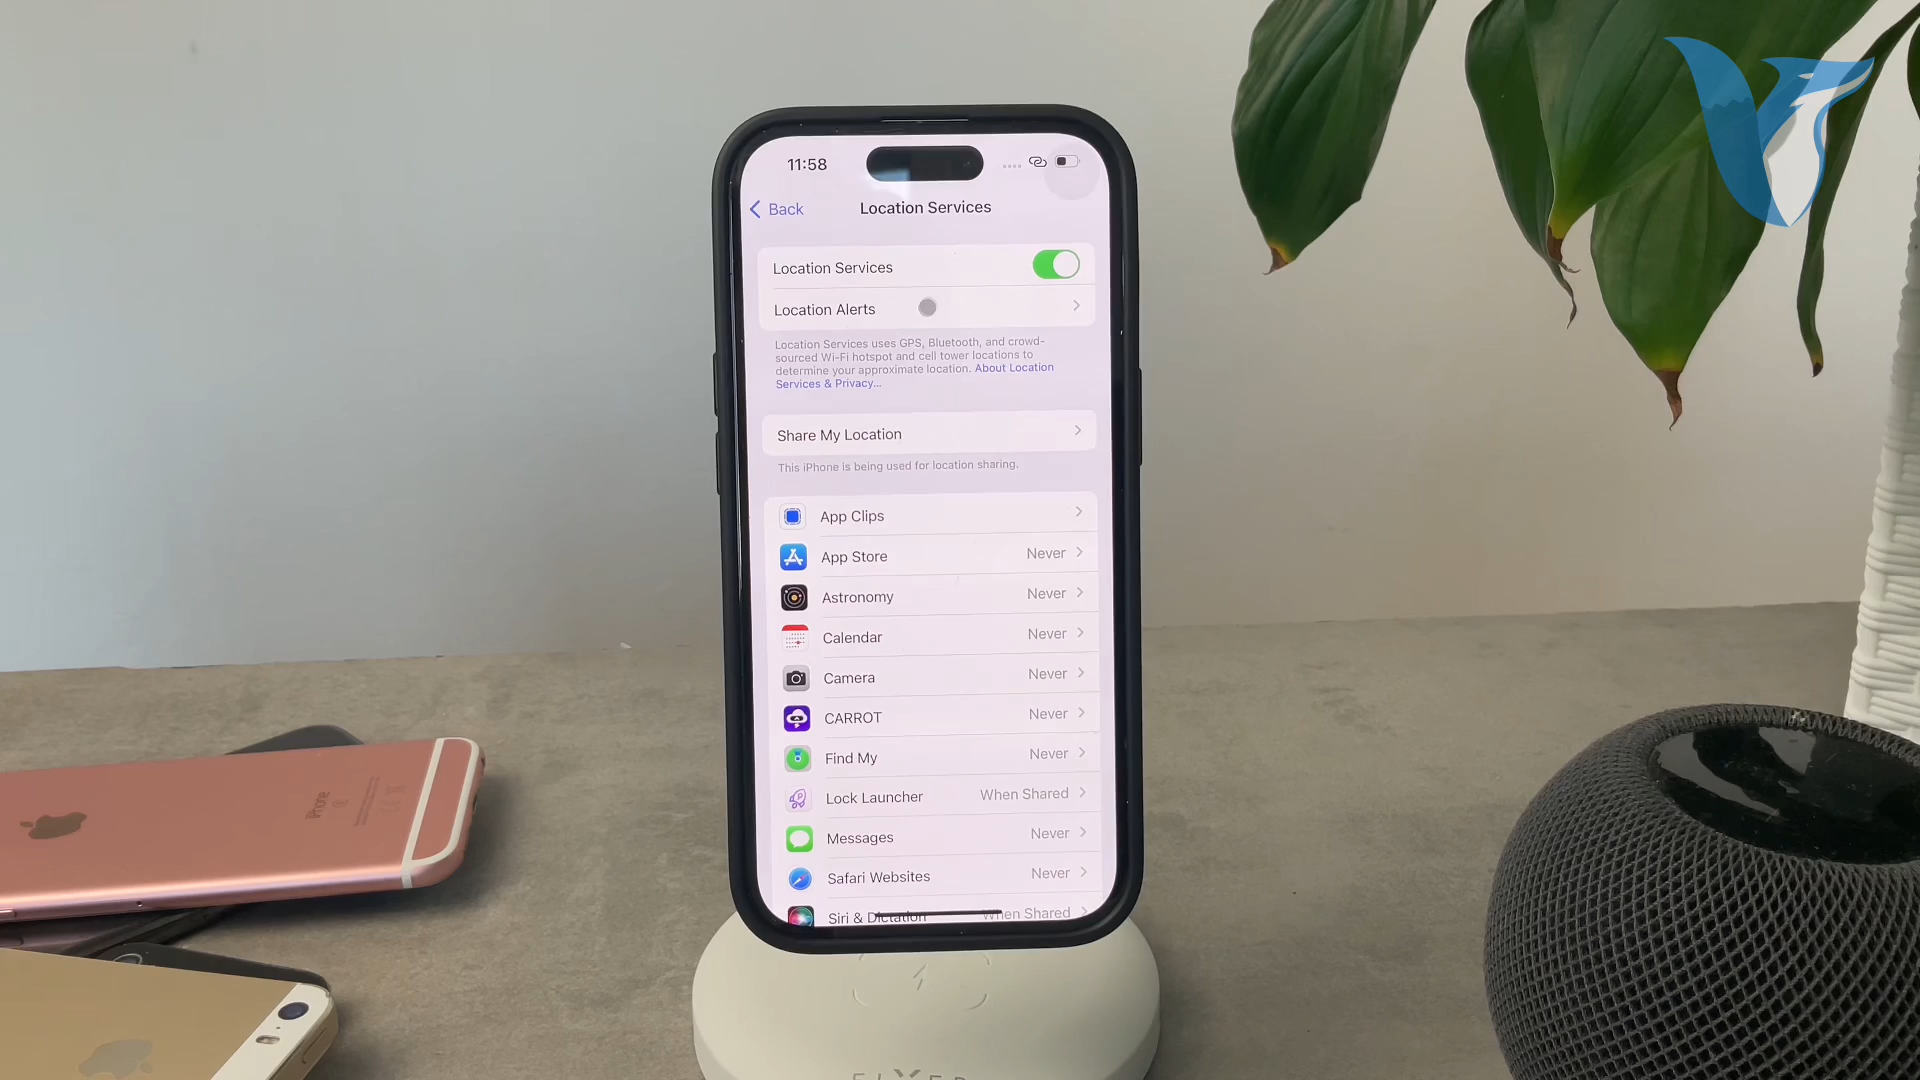 11:58
Back
Location Services
Location Services
Location Alerts
Location Services uses GPS, Bluetooth, and crowd-
sourced Wi-Fi hotspot and cell tower locations to
determine your approximate location. About Location
Services & Privacy...
Share My Location
This iPhone is being used for location sharing.
App Clips
App Store Never
Astronomy Never
Calendar Never
Camera Never
CARROT Never
Find My Never
Lock Launcher When Shared
Messages Never
Safari Websites Never
Siri & Dictation When Shared
iPhone